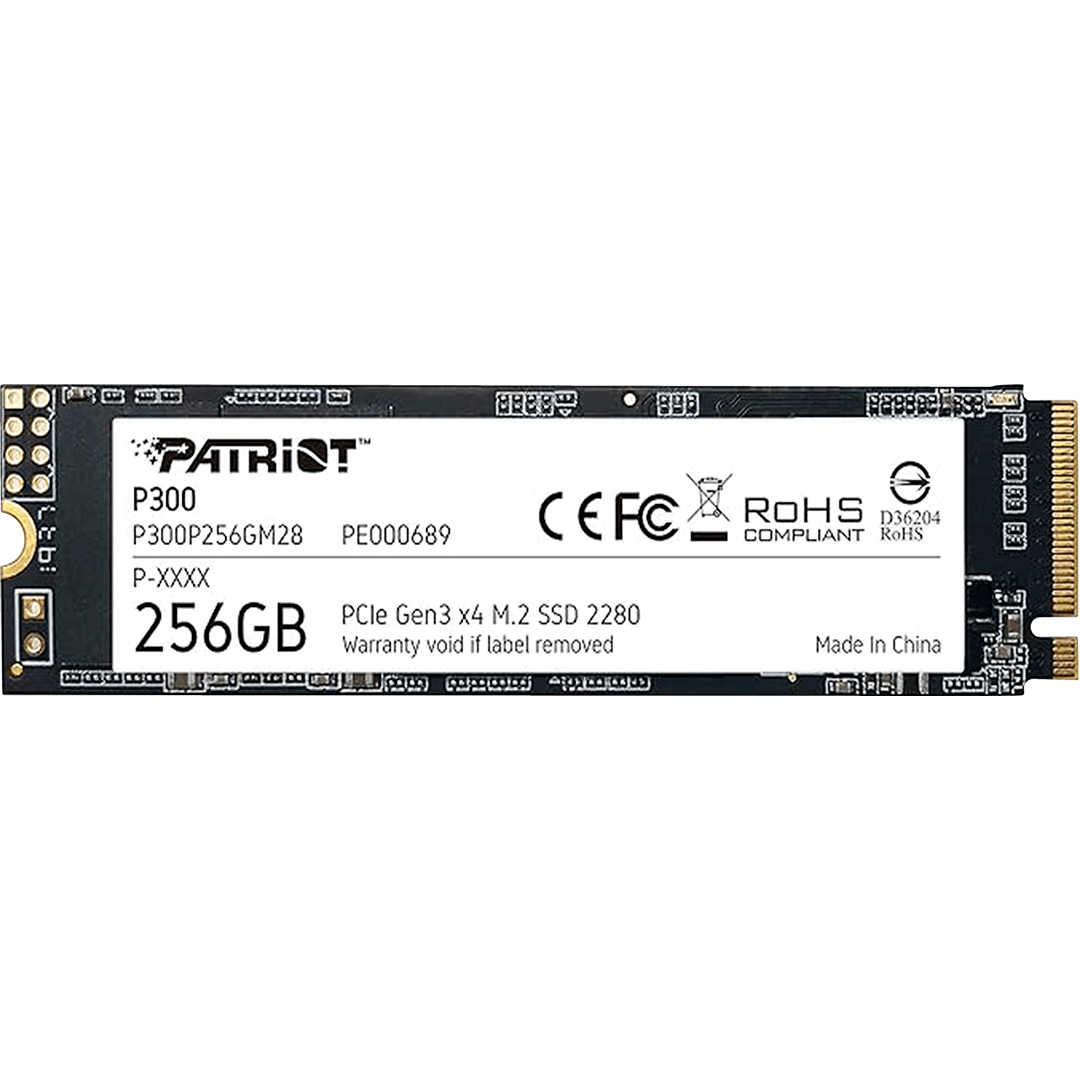 PATRIOT™
P300
P300P256GM28 PE000689
CE FC RoHS
COMPLIANT
D36204
RoHS
P-XXXX
256GB
PCIe Gen3 x4 M.2 SSD 2280
Warranty void if label removed
Made In China